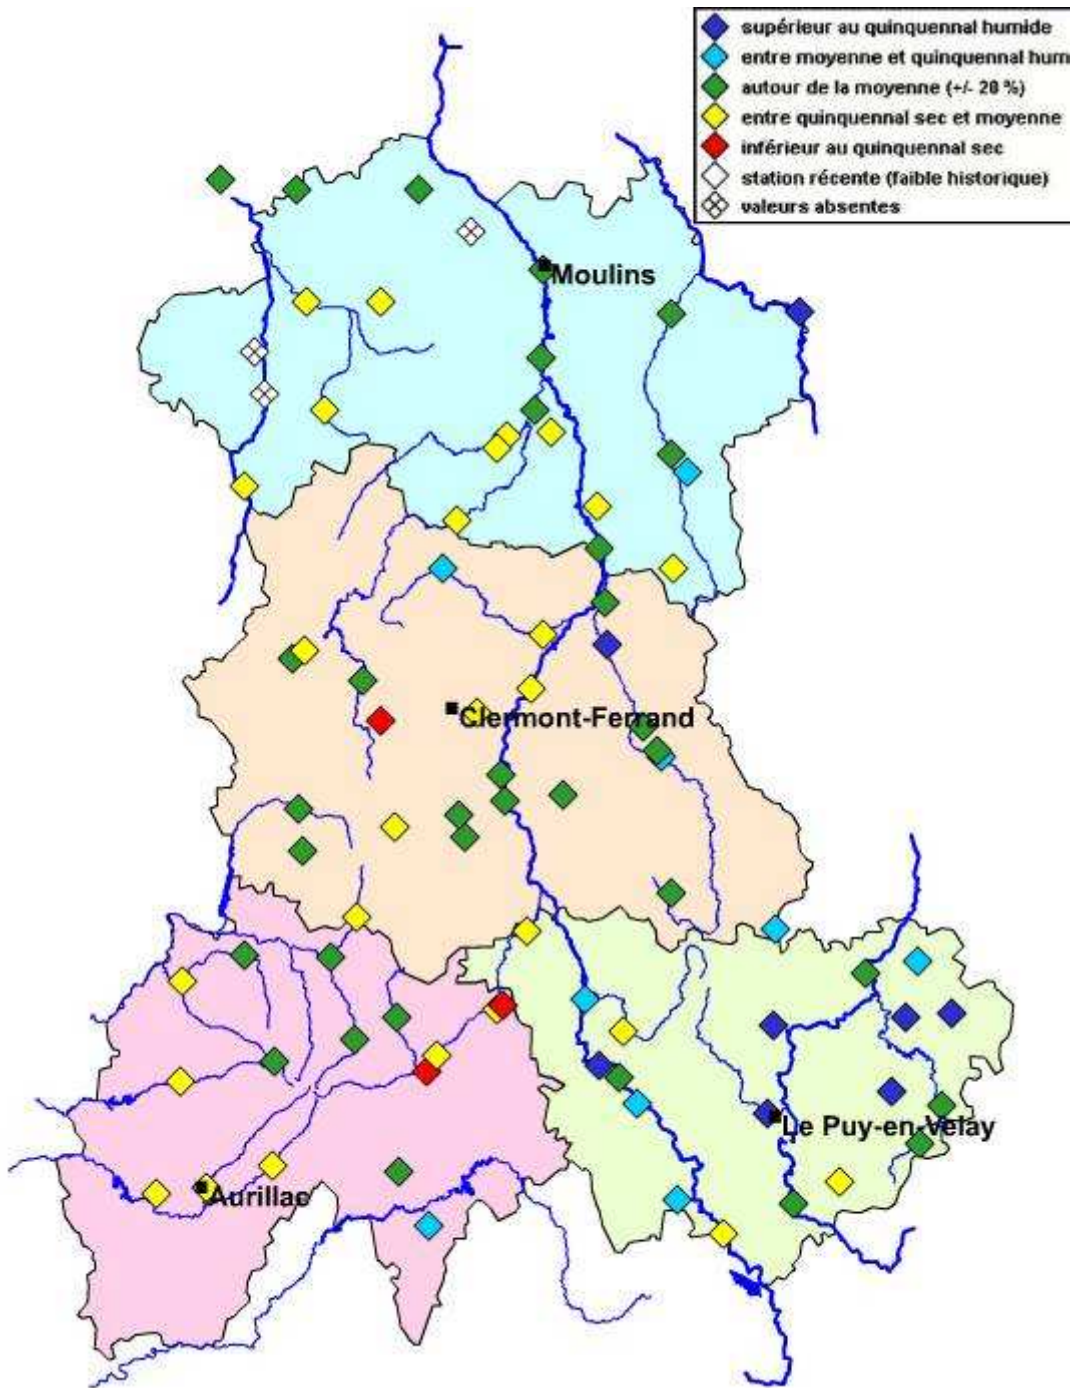 supérieur au quinquennal humide
entre moyenne et quinquennal hum
autour de la moyenne (+/- 20 %)
entre quinquennal sec et moyenne
inférieur au quinquennal sec
station récente (faible historique)
valeurs absentes
Moulins
Clermont-Ferrand
Le Puy-en-Velay
Aurillac